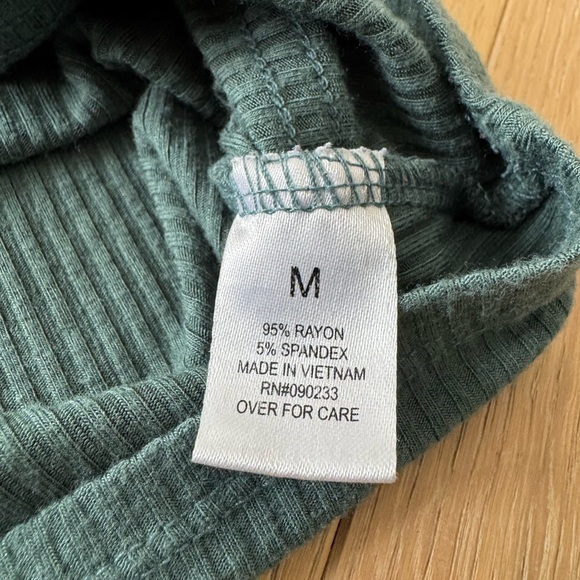 M
95% RAYON
5% SPANDEX
MADE IN VIETNAM
RN#090233
OVER FOR CARE